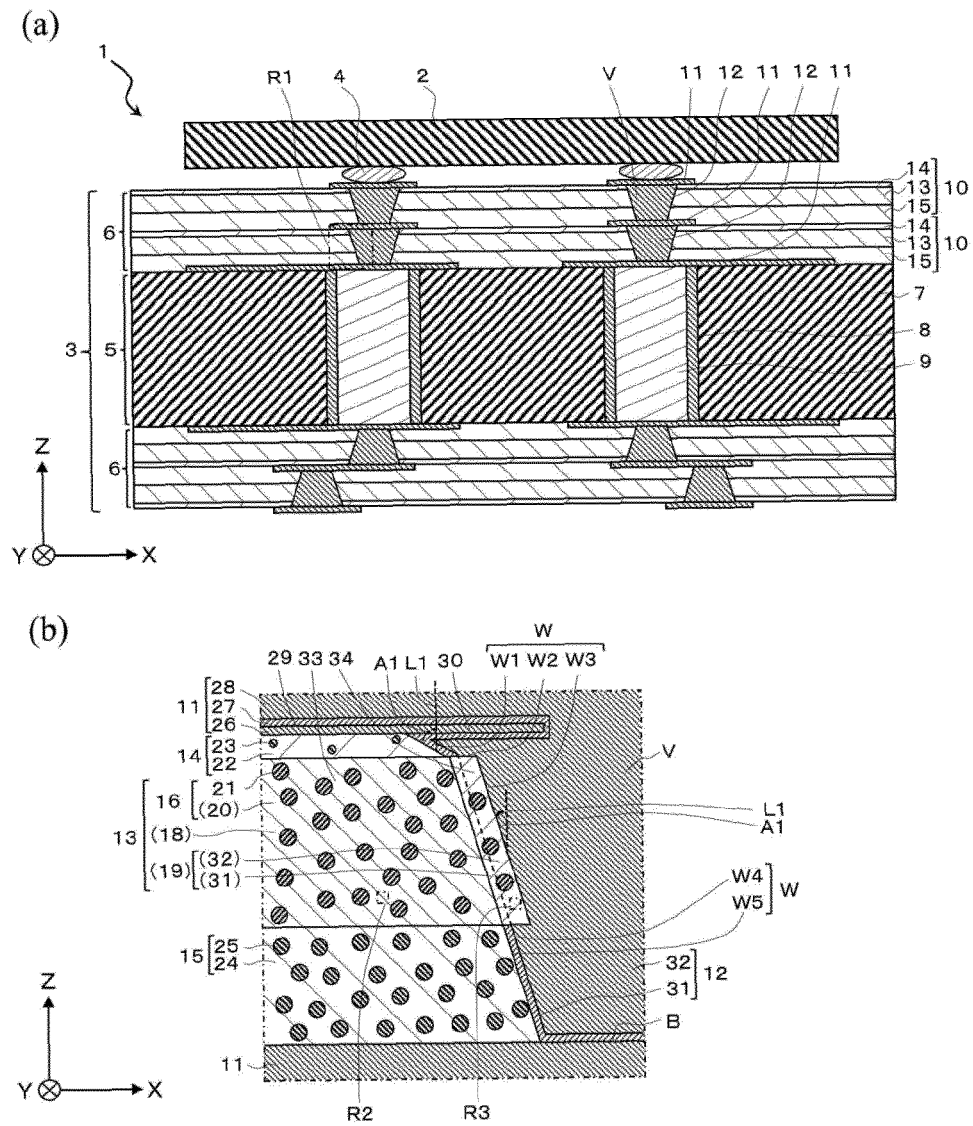 (a)
1
R1 4 2 V 11 12 11 12 11
14
13 10
15
14
13 10
15
6
7
3 5
8
9
6
Z
Y X
(b)
W
29 33 34 A1 L1 30 W1 W2 W3
28
11 27
26
23
14 22
V
21
16 (20)
L1
A1
13 (18)
(32)
(19) (31)
W4
W5 W
25
15 24
32
31 12
B
Z
11
Y X
R2 R3